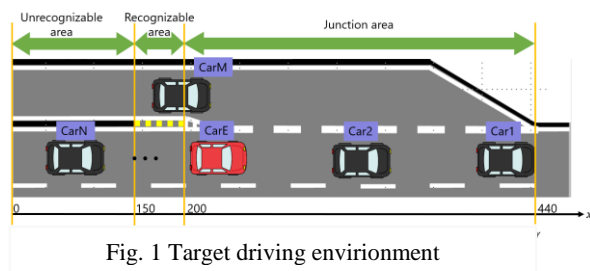 Unrecognizable
area
Recognizable
area
Junction area
CarM
CarN
CarE
Car2
Car1
0
150
200
440
x
Fig. 1 Target driving envirionment